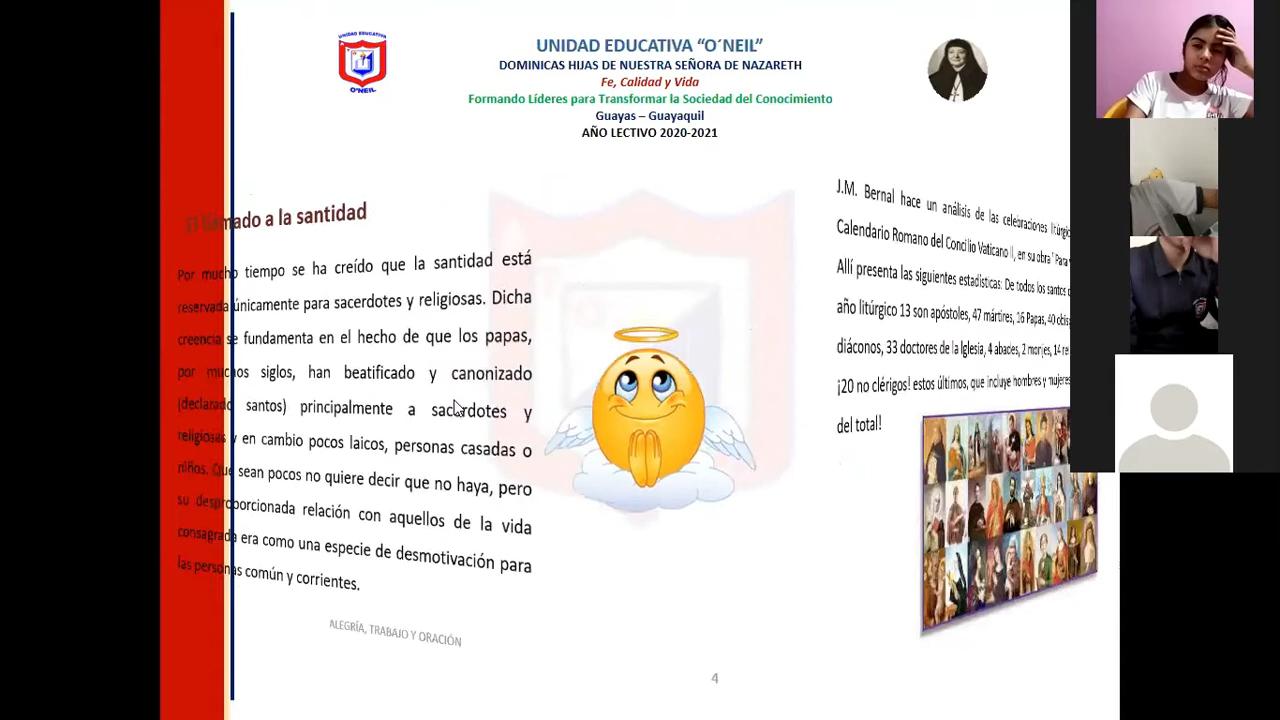 UNIDAD EDUCATIVA
O´NEIL
UNIDAD EDUCATIVA “O´NEIL”
DOMINICAS HIJAS DE NUESTRA SEÑORA DE NAZARETH
Fe, Calidad y Vida
Formando Líderes para Transformar la Sociedad del Conocimiento
Guayas – Guayaquil
AÑO LECTIVO 2020-2021
El llamado a la santidad
Por mucho tiempo se ha creído que la santidad está
reservada únicamente para sacerdotes y religiosas. Dicha
creencia se fundamenta en el hecho de que los papas,
por muchos siglos, han beatificado y canonizado
(declarado santos) principalmente a sacerdotes y
religiosas y en cambio pocos laicos, personas casadas o
niños. Que sean pocos no quiere decir que no haya, pero
su desproporcionada relación con aquellos de la vida
consagrada era como una especie de desmotivación para
las personas común y corrientes.
J.M. Bernal hace un análisis de las celebraciones litúrgic
Calendario Romano del Concilio Vaticano II, en su obra
Allí presenta las siguientes estadísticas: De todos los santos
año litúrgico 13 son apóstoles, 47 mártires, 16 Papas, 40 obis
diáconos, 33 doctores de la Iglesia, 4 abades, 2 monjes, 14
¡20 no clérigos! estos últimos, que incluye hombres y mujeres
del total!
ALEGRÍA, TRABAJO Y ORACIÓN
4